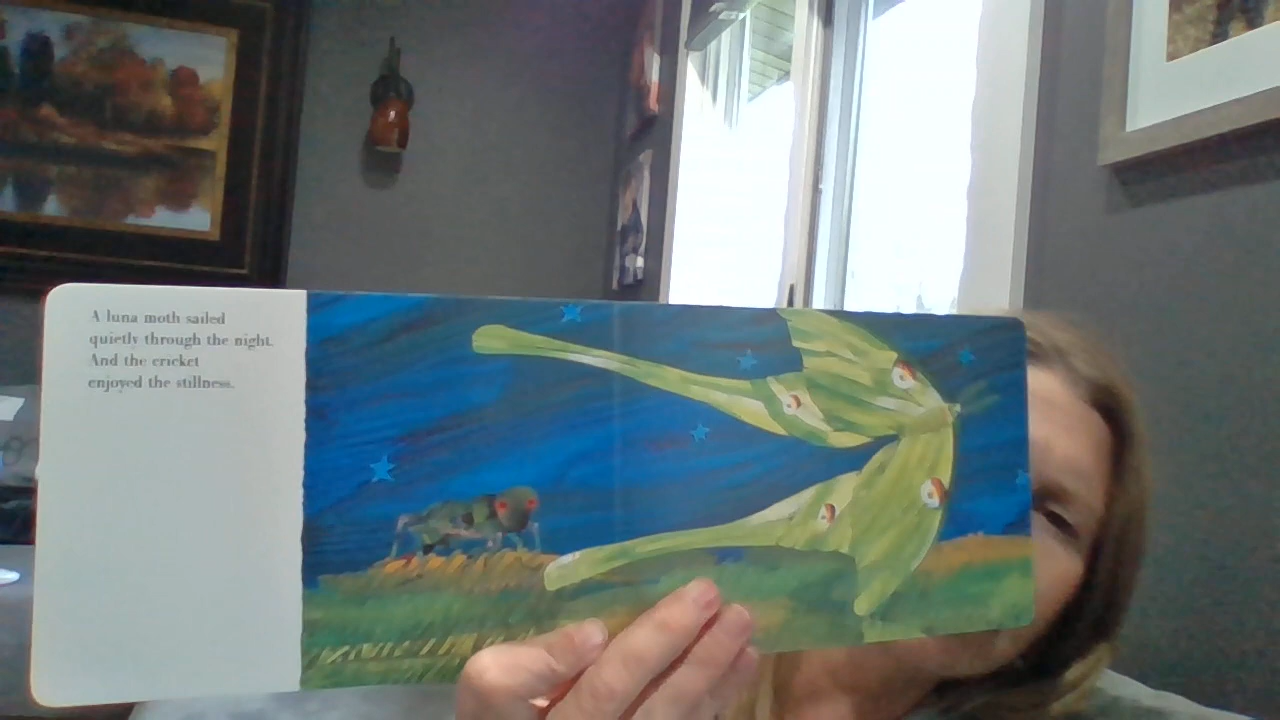 A luna moth sailed
quietly through the night.
And the cricket
enjoyed the stillness.